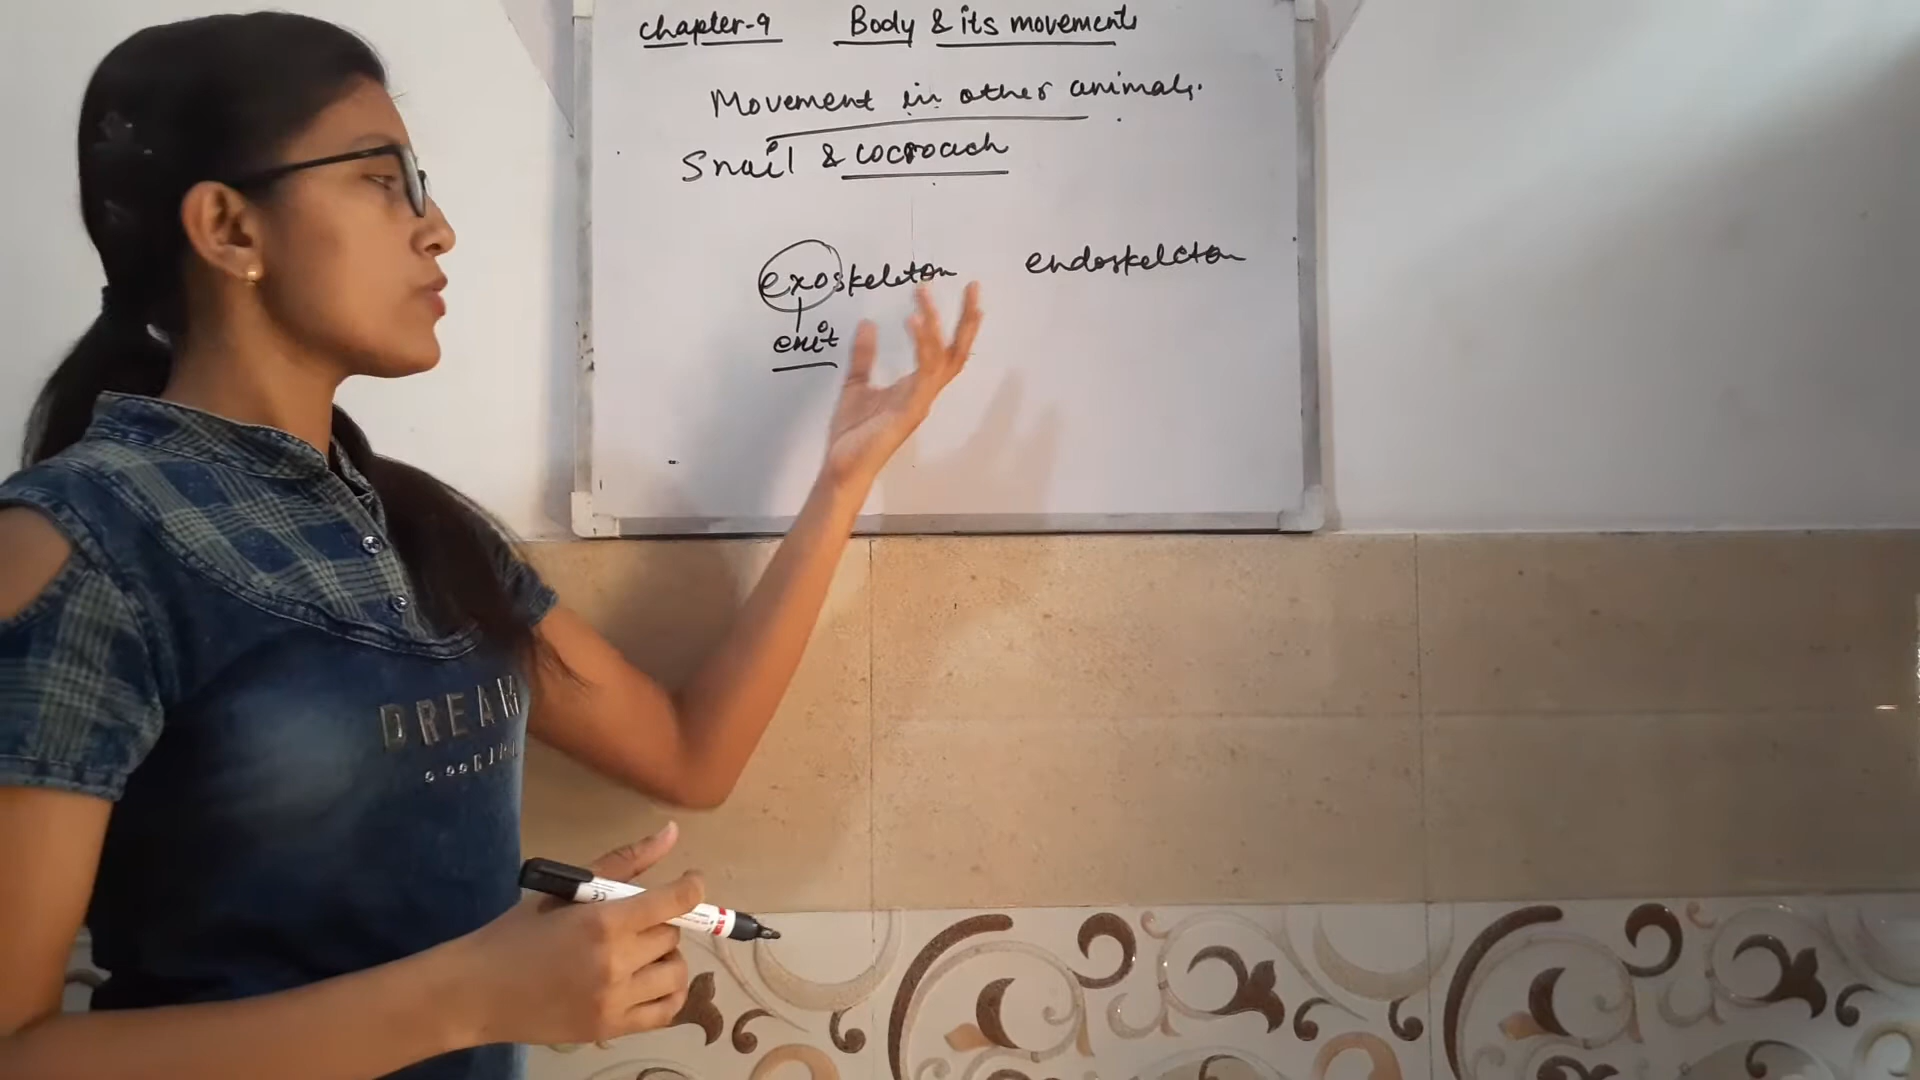 chapter-9 Body & its movements
Movement in other animals.
Snail & cocroach
exoskeleton endoskeleton
exit
DREAM